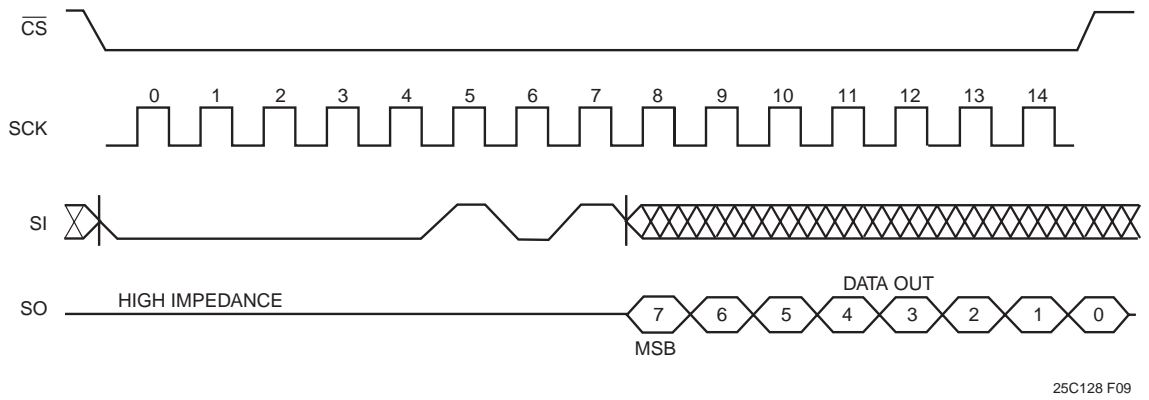 CS
0 1 2 3 4 5 6 7 8 9 10 11 12 13 14
SCK
SI
DATA OUT
HIGH IMPEDANCE
SO
7 6 5 4 3 2 1 0
MSB
25C128 F09